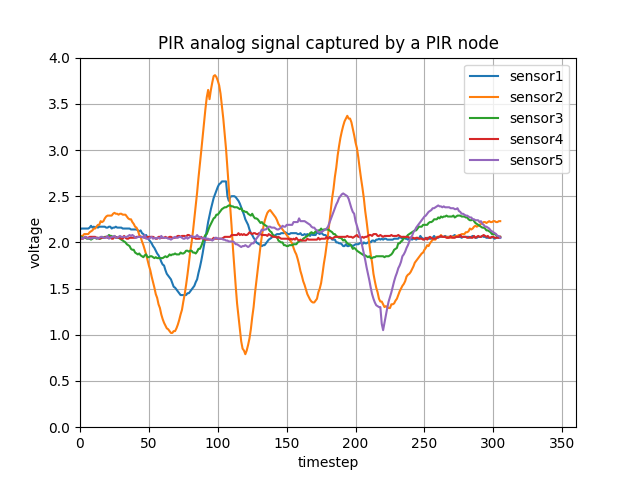 PIR analog signal captured by a PIR node
4.0
3.5
3.0
2.5
2.0
1.5
1.0
0.5
0.0
voltage
sensor1
sensor2
sensor3
sensor4
sensor5
0 50 100 150 200 250 300 350
timestep